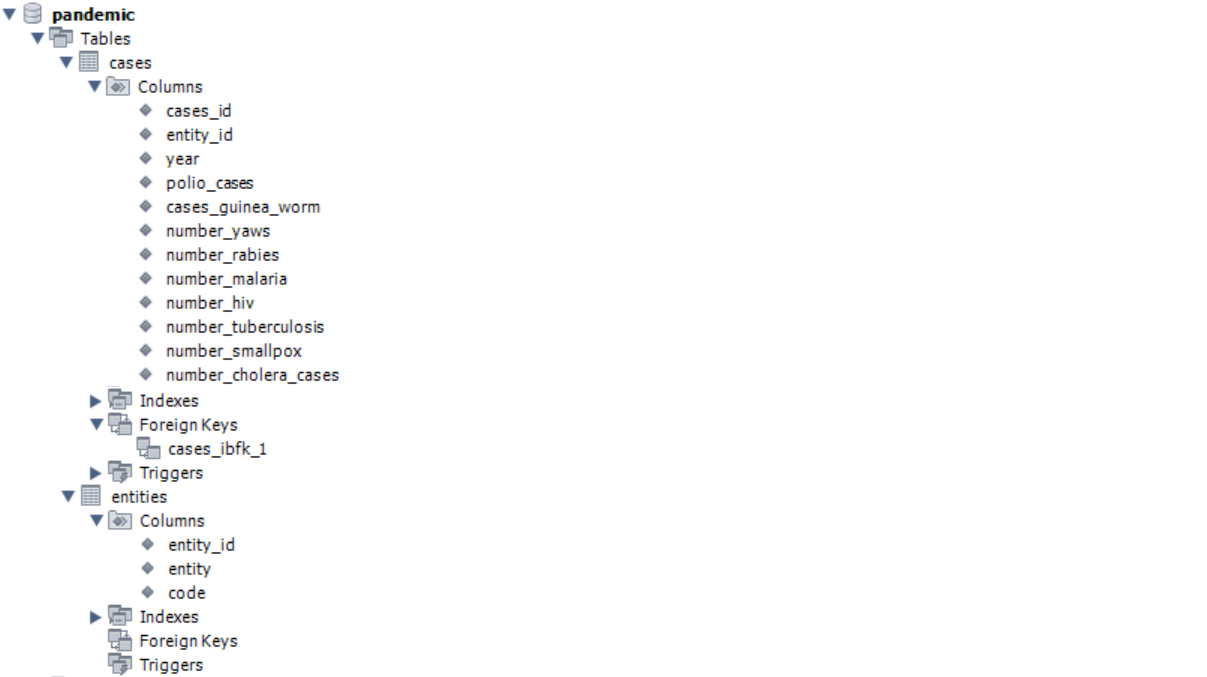 pandemic
Tables
cases
Columns
cases_id
entity_id
year
polio_cases
cases_guinea_worm
number_yaws
number_rabies
number_malaria
number_hiv
number_tuberculosis
number_smallpox
number_cholera_cases
Indexes
Foreign Keys
cases_ibfk_1
Triggers
entities
Columns
entity_id
entity
code
Indexes
Foreign Keys
Triggers